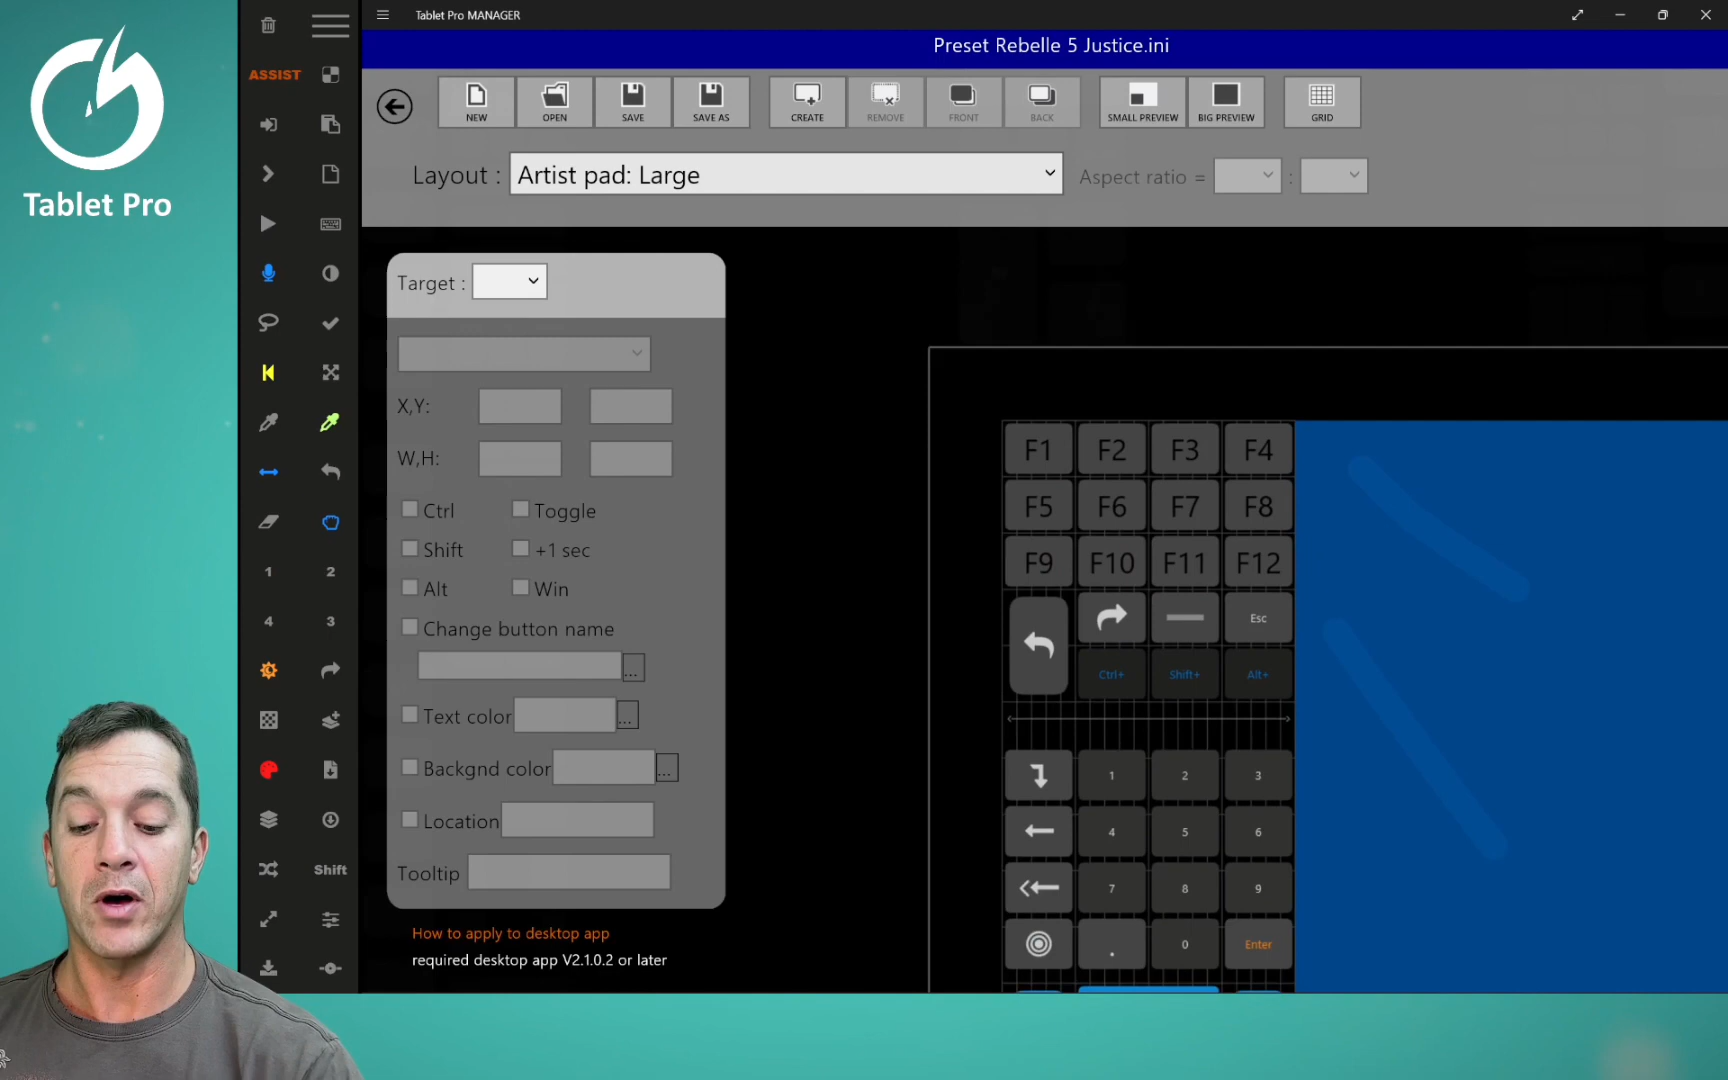 Tablet Pro MANAGER
Preset Rebelle 5 Justice.ini
Tablet Pro
ASSIST
1
2
4
3
Shift
NEW
OPEN
SAVE
SAVE AS
CREATE
REMOVE
FRONT
BACK
SMALL PREVIEW
BIG PREVIEW
GRID
Layout : Artist pad: Large
Aspect ratio = :
Target :
X,Y:
W,H:
Ctrl Toggle
Shift +1 sec
Alt Win
Change button name
...
Text color ...
Backgnd color ...
Location
Tooltip
How to apply to desktop app
required desktop app V2.1.0.2 or later
F1 F2 F3 F4
F5 F6 F7 F8
F9 F10 F11 F12
Esc
Ctrl+ Shift+ Alt+
1 2 3
4 5 6
7 8 9
. 0 Enter